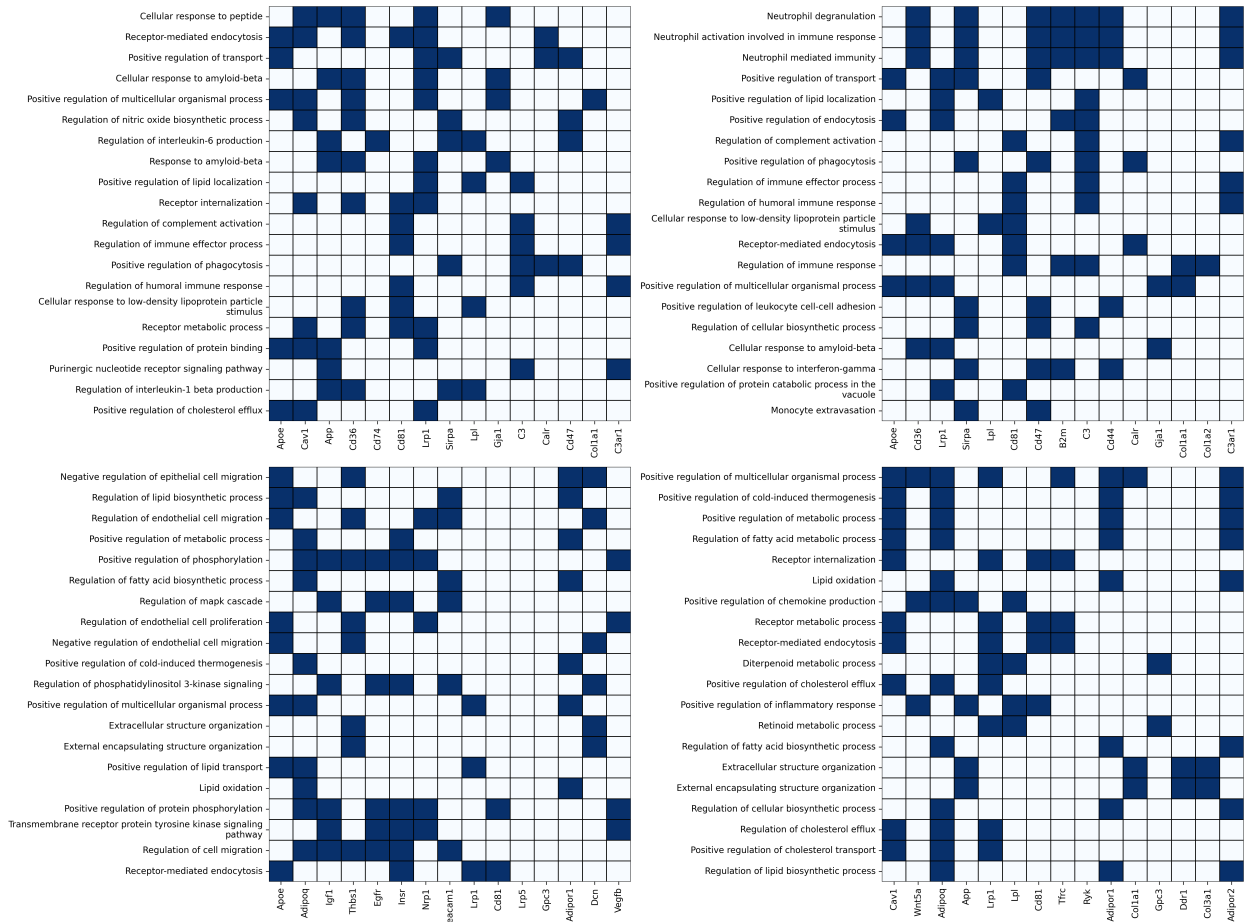 Cellular response to peptide
Receptor-mediated endocytosis
Positive regulation of transport
Cellular response to amyloid-beta
Positive regulation of multicellular organismal process
Regulation of nitric oxide biosynthetic process
Regulation of interleukin-6 production
Response to amyloid-beta
Positive regulation of lipid localization
Receptor internalization
Regulation of complement activation
Regulation of immune effector process
Positive regulation of phagocytosis
Regulation of humoral immune response
Cellular response to low-density lipoprotein particle
stimulus
Receptor metabolic process
Positive regulation of protein binding
Purinergic nucleotide receptor signaling pathway
Regulation of interleukin-1 beta production
Positive regulation of cholesterol efflux
Apoe
Cav1
App
Cd36
Cd74
Cd81
Lrp1
Sirpa
Lpl
Gja1
C3
Calr
Cd47
Col1a1
C3ar1
Neutrophil degranulation
Neutrophil activation involved in immune response
Neutrophil mediated immunity
Positive regulation of transport
Positive regulation of lipid localization
Positive regulation of endocytosis
Regulation of complement activation
Positive regulation of phagocytosis
Regulation of immune effector process
Regulation of humoral immune response
Cellular response to low-density lipoprotein particle
stimulus
Receptor-mediated endocytosis
Regulation of immune response
Positive regulation of multicellular organismal process
Positive regulation of leukocyte cell-cell adhesion
Regulation of cellular biosynthetic process
Cellular response to amyloid-beta
Cellular response to interferon-gamma
Positive regulation of protein catabolic process in the
vacuole
Monocyte extravasation
Apoe
Cd36
Lrp1
Sirpa
Lpl
Cd81
Cd47
B2m
C3
Cd44
Calr
Gja1
Col1a1
Col1a2
C3ar1
Negative regulation of epithelial cell migration
Regulation of lipid biosynthetic process
Regulation of endothelial cell migration
Positive regulation of metabolic process
Positive regulation of phosphorylation
Regulation of fatty acid biosynthetic process
Regulation of mapk cascade
Regulation of endothelial cell proliferation
Negative regulation of endothelial cell migration
Positive regulation of cold-induced thermogenesis
Regulation of phosphatidylinositol 3-kinase signaling
Positive regulation of multicellular organismal process
Extracellular structure organization
External encapsulating structure organization
Positive regulation of lipid transport
Lipid oxidation
Positive regulation of protein phosphorylation
Transmembrane receptor protein tyrosine kinase signaling
pathway
Regulation of cell migration
Receptor-mediated endocytosis
Apoe
Adipoq
Igf1
Thbs1
Egfr
Insr
Nrp1
eacam1
Lrp1
Cd81
Lrp5
Gpc3
Adipor1
Dcn
Vegfb
Positive regulation of multicellular organismal process
Positive regulation of cold-induced thermogenesis
Positive regulation of metabolic process
Regulation of fatty acid metabolic process
Receptor internalization
Lipid oxidation
Positive regulation of chemokine production
Receptor metabolic process
Receptor-mediated endocytosis
Diterpenoid metabolic process
Positive regulation of cholesterol efflux
Positive regulation of inflammatory response
Retinoid metabolic process
Regulation of fatty acid biosynthetic process
Extracellular structure organization
External encapsulating structure organization
Regulation of cellular biosynthetic process
Regulation of cholesterol efflux
Positive regulation of cholesterol transport
Regulation of lipid biosynthetic process
Cav1
Wnt5a
Adipoq
App
Lrp1
Lpl
Cd81
Tfrc
Ryk
Adipor1
Col1a1
Gpc3
Ddr1
Col3a1
Adipor2